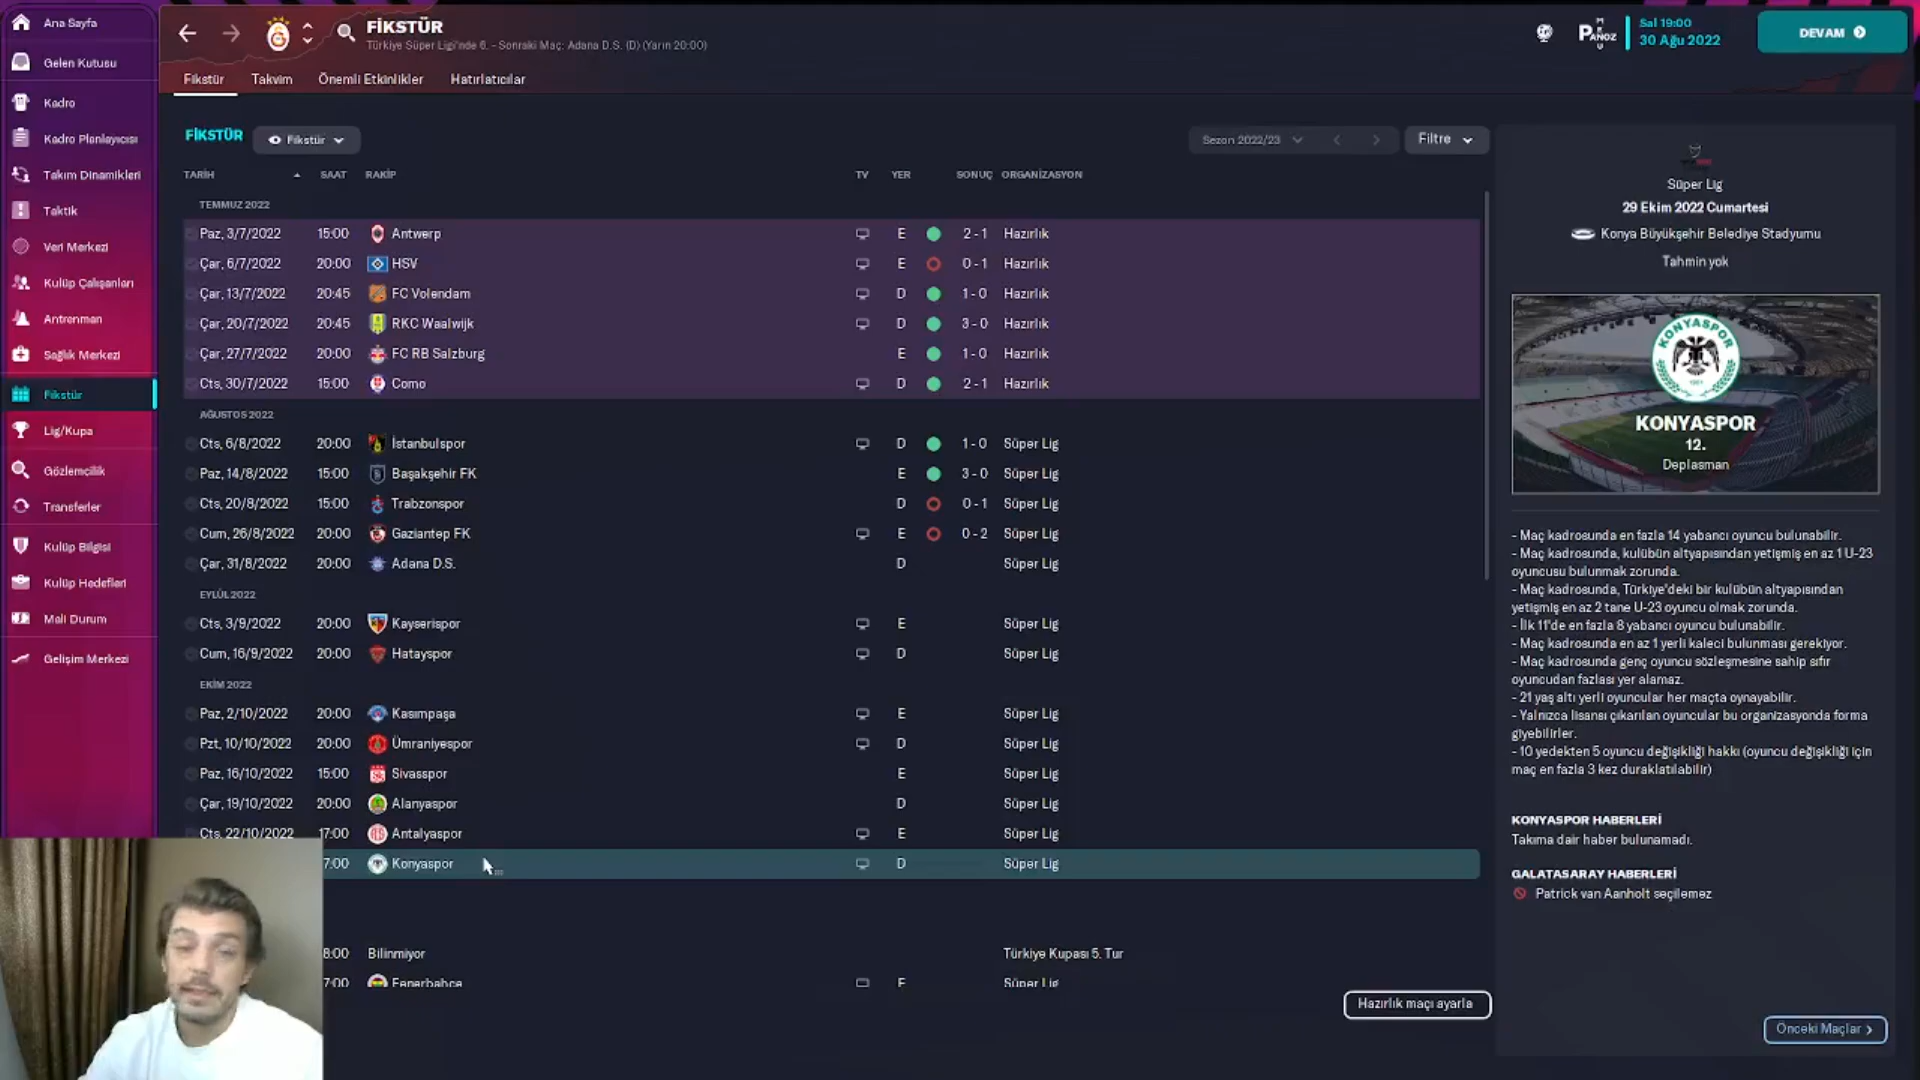 Ana Sayfa
Gelen Kutusu
Kadro
Kadro Planlayıcısı
Takım Dinamikleri
Taktik
Veri Merkezi
Kulüp Çalışanları
Antrenman
Sağlık Merkezi
Fikstür
Lig/Kupa
Gözlemcilik
Transferler
Kulüp Bilgisi
Kulüp Hedefleri
Mali Durum
Gelişim Merkezi
FİKSTÜR
Türkiye Süper Ligi'nde 6. - Sonraki Maç: Adana D.S. (D) (Yarın 20:00)
Sal 19:00
30 Ağu 2022
DEVAM
Fikstür Takvim Önemli Etkinlikler Hatırlatıcılar
FİKSTÜR Fikstür Sezon 2022/23 Filtre
TARİH SAAT RAKİP TV YER SONUÇ ORGANİZASYON
TEMMUZ 2022
Paz, 3/7/2022 15:00 Antwerp E 2 - 1 Hazırlık
Çar, 6/7/2022 20:00 HSV E 0 - 1 Hazırlık
Çar, 13/7/2022 20:45 FC Volendam D 1 - 0 Hazırlık
Çar, 20/7/2022 20:45 RKC Waalwijk D 3 - 0 Hazırlık
Çar, 27/7/2022 20:00 FC RB Salzburg E 1 - 0 Hazırlık
Cts, 30/7/2022 15:00 Como D 2 - 1 Hazırlık
AĞUSTOS 2022
Cts, 6/8/2022 20:00 İstanbulspor D 1 - 0 Süper Lig
Paz, 14/8/2022 15:00 Başakşehir FK E 3 - 0 Süper Lig
Cts, 20/8/2022 15:00 Trabzonspor D 0 - 1 Süper Lig
Cum, 26/8/2022 20:00 Gaziantep FK E 0 - 2 Süper Lig
Çar, 31/8/2022 20:00 Adana D.S. D Süper Lig
EYLÜL 2022
Cts, 3/9/2022 20:00 Kayserispor E Süper Lig
Cum, 16/9/2022 20:00 Hatayspor D Süper Lig
EKİM 2022
Paz, 2/10/2022 20:00 Kasımpaşa E Süper Lig
Pzt, 10/10/2022 20:00 Ümraniyespor D Süper Lig
Paz, 16/10/2022 15:00 Sivasspor E Süper Lig
Çar, 19/10/2022 20:00 Alanyaspor D Süper Lig
Cts, 22/10/2022 17:00 Antalyaspor E Süper Lig
7:00 Konyaspor D Süper Lig
8:00 Bilinmiyor Türkiye Kupası 5. Tur
7:00 Fenerbahçe E Süper Lig
Hazırlık maçı ayarla
Süper Lig
29 Ekim 2022 Cumartesi
Konya Büyükşehir Belediye Stadyumu
Tahmin yok
KONYASPOR
KONYASPOR
12.
Deplasman
- Maç kadrosunda en fazla 14 yabancı oyuncu bulunabilir.
- Maç kadrosunda, kulübün altyapısından yetişmiş en az 1 U-23
oyuncusu bulunmak zorunda.
- Maç kadrosunda, Türkiye'deki bir kulübün altyapısından
yetişmiş en az 2 tane U-23 oyuncu olmak zorunda.
- İlk 11'de en fazla 8 yabancı oyuncu bulunabilir.
- Maç kadrosunda en az 1 yerli kaleci bulunması gerekiyor.
- Maç kadrosunda genç oyuncu sözleşmesine sahip sıfır
oyuncudan fazlası yer alamaz.
- 21 yaş altı yerli oyuncular her maçta oynayabilir.
- Yalnızca lisansı çıkarılan oyuncular bu organizasyonda forma
giyebilirler.
- 10 yedekten 5 oyuncu değişikliği hakkı (oyuncu değişikliği için
maç en fazla 3 kez duraklatılabilir)
KONYASPOR HABERLERİ
Takıma dair haber bulunamadı.
GALATASARAY HABERLERİ
Patrick van Aanholt seçilemez
Önceki Maçlar